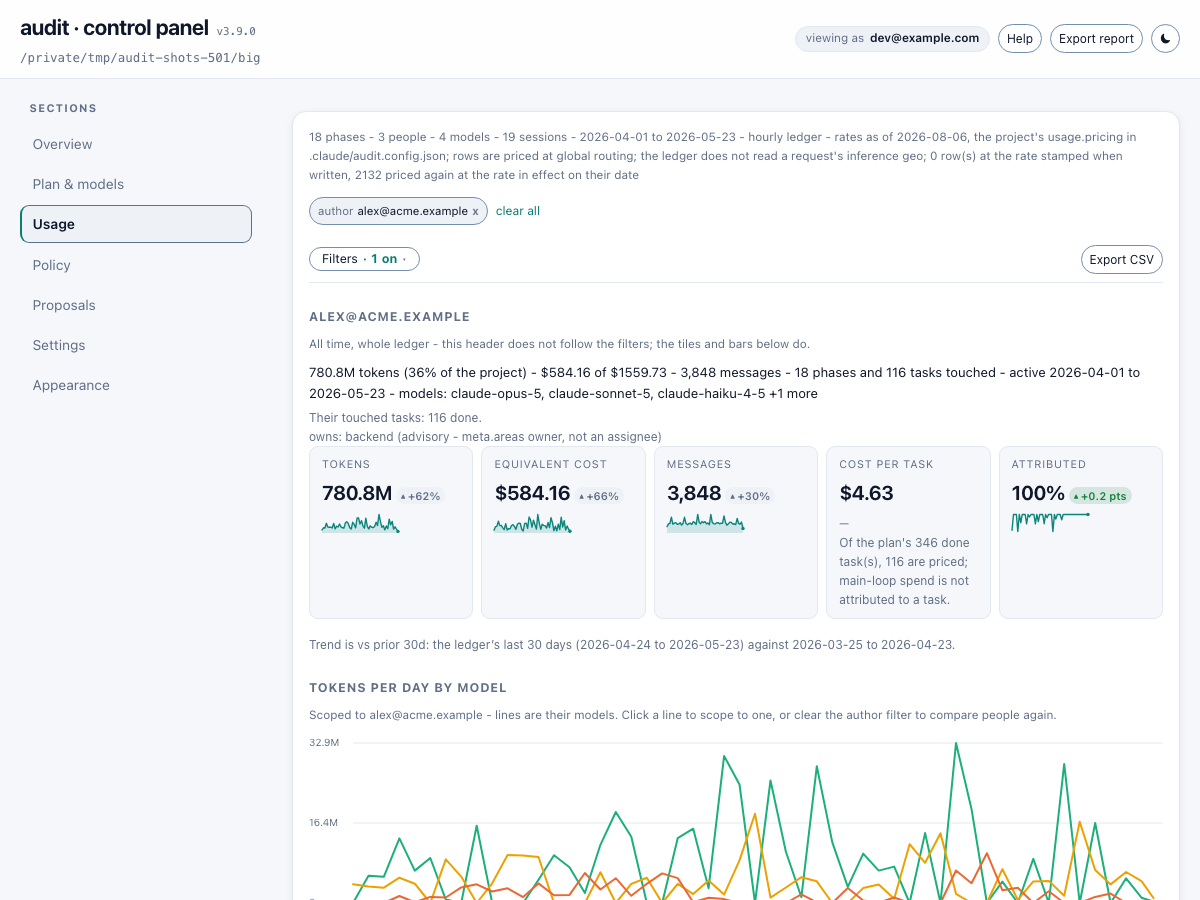 audit · control panel v3.9.0
/private/tmp/audit-shots-501/big
viewing as dev@example.com
Help
Export report
SECTIONS
Overview
Plan & models
Usage
Policy
Proposals
Settings
Appearance
18 phases - 3 people - 4 models - 19 sessions - 2026-04-01 to 2026-05-23 - hourly ledger - rates as of 2026-08-06, the project's usage.pricing in
.claude/audit.config.json; rows are priced at global routing; the ledger does not read a request's inference geo; 0 row(s) at the rate stamped when
written, 2132 priced again at the rate in effect on their date
author alex@acme.example x
clear all
Filters · 1 on ·
Export CSV
ALEX@ACME.EXAMPLE
All time, whole ledger - this header does not follow the filters; the tiles and bars below do.
780.8M tokens (36% of the project) - $584.16 of $1559.73 - 3,848 messages - 18 phases and 116 tasks touched - active 2026-04-01 to
2026-05-23 - models: claude-opus-5, claude-sonnet-5, claude-haiku-4-5 +1 more
Their touched tasks: 116 done.
owns: backend (advisory - meta.areas owner, not an assignee)
TOKENS
780.8M ▲+62%
EQUIVALENT COST
$584.16 ▲+66%
MESSAGES
3,848 ▲+30%
COST PER TASK
$4.63
—
Of the plan's 346 done
task(s), 116 are priced;
main-loop spend is not
attributed to a task.
ATTRIBUTED
100% ▲+0.2 pts
Trend is vs prior 30d: the ledger's last 30 days (2026-04-24 to 2026-05-23) against 2026-03-25 to 2026-04-23.
TOKENS PER DAY BY MODEL
Scoped to alex@acme.example - lines are their models. Click a line to scope to one, or clear the author filter to compare people again.
32.9M
16.4M